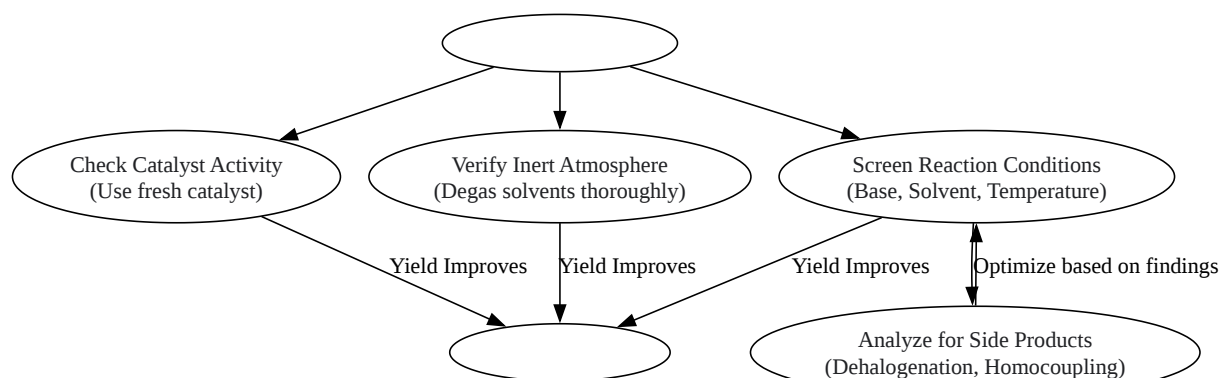 Check Catalyst Activity
(Use fresh catalyst)
Verify Inert Atmosphere
(Degas solvents thoroughly)
Screen Reaction Conditions
(Base, Solvent, Temperature)
Yield Improves
Yield Improves
Yield Improves
Optimize based on findings
Analyze for Side Products
(Dehalogenation, Homocoupling)